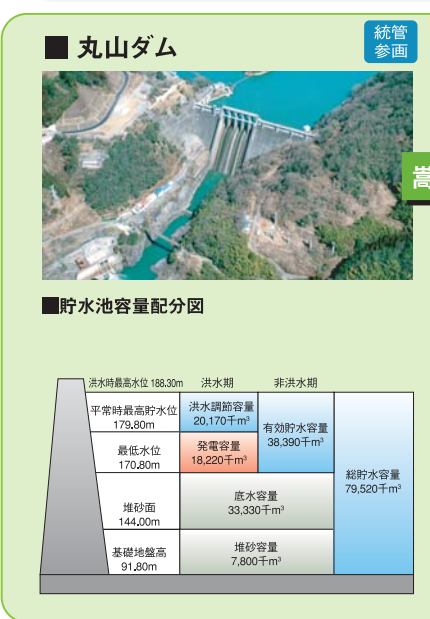 ■ 丸山ダム
統管
参画
嵩
■貯水池容量配分図
洪水時最高水位 188.30m 洪水期 非洪水期
平常時最高貯水位
179.80m
洪水調節容量
20,170千m³
有効貯水容量
38,390千m³
最低水位
170.80m
発電容量
18,220千m³
総貯水容量
79,520千m³
堆砂面
144.00m
底水容量
33,330千m³
基礎地盤高
91.80m
堆砂容量
7,800千m³